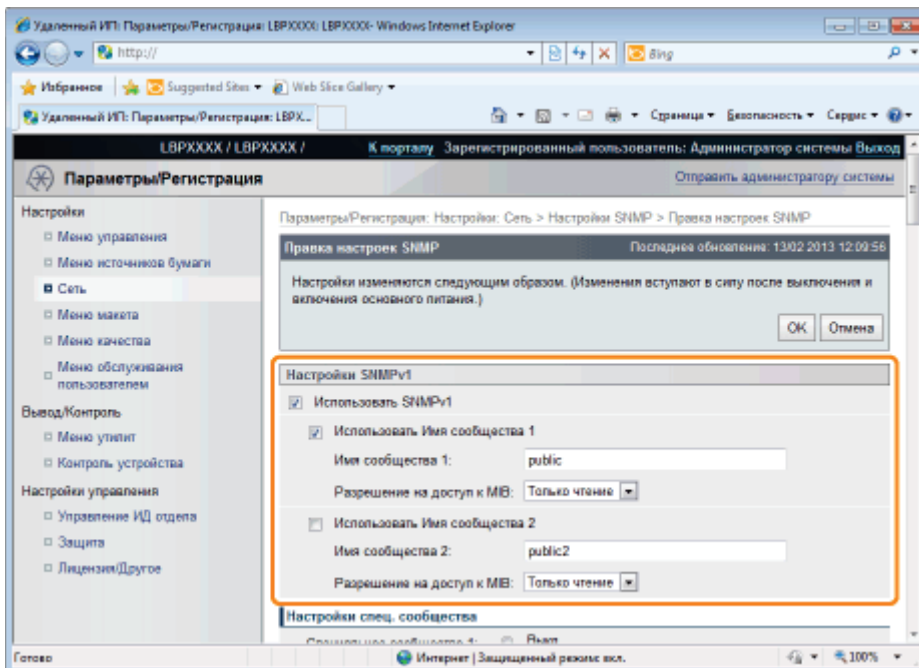 Удаленный ИП: Параметры/Регистрация: LBPXXXX: LBPXXXX- Windows Internet Explorer
http://
Bing
Избранное Suggested Sites Web Slice Gallery
Удаленный ИП: Параметры/Регистрация: LBPX... Страница Безопасность Сервис
LBPXXXX / LBPXXXX / К порталу Зарегистрированный пользователь: Администратор системы Выход
Параметры/Регистрация Отправить администратору системы
Настройки
Меню управления
Меню источников бумаги
Сеть
Меню макета
Меню качества
Меню обслуживания
пользователем
Вывод/Контроль
Меню утилит
Контроль устройства
Настройки управления
Управление ИД отдела
Защита
Лицензия/Другое
Параметры/Регистрация: Настройки: Сеть > Настройки SNMP > Правка настроек SNMP
Правка настроек SNMP Последнее обновление: 13/02 2013 12:09:56
Настройки изменяются следующим образом. (Изменения вступают в силу после выключения и
включения основного питания.)
OK Отмена
Настройки SNMPv1
Использовать SNMPv1
Использовать Имя сообщества 1
Имя сообщества 1: public
Разрешение на доступ к MIB: Только чтение
Использовать Имя сообщества 2
Имя сообщества 2: public2
Разрешение на доступ к MIB: Только чтение
Настройки спец. сообщества
Специальное сообщество 1: Выкл
Готово Интернет | Защищенный режим: вкл. 100%